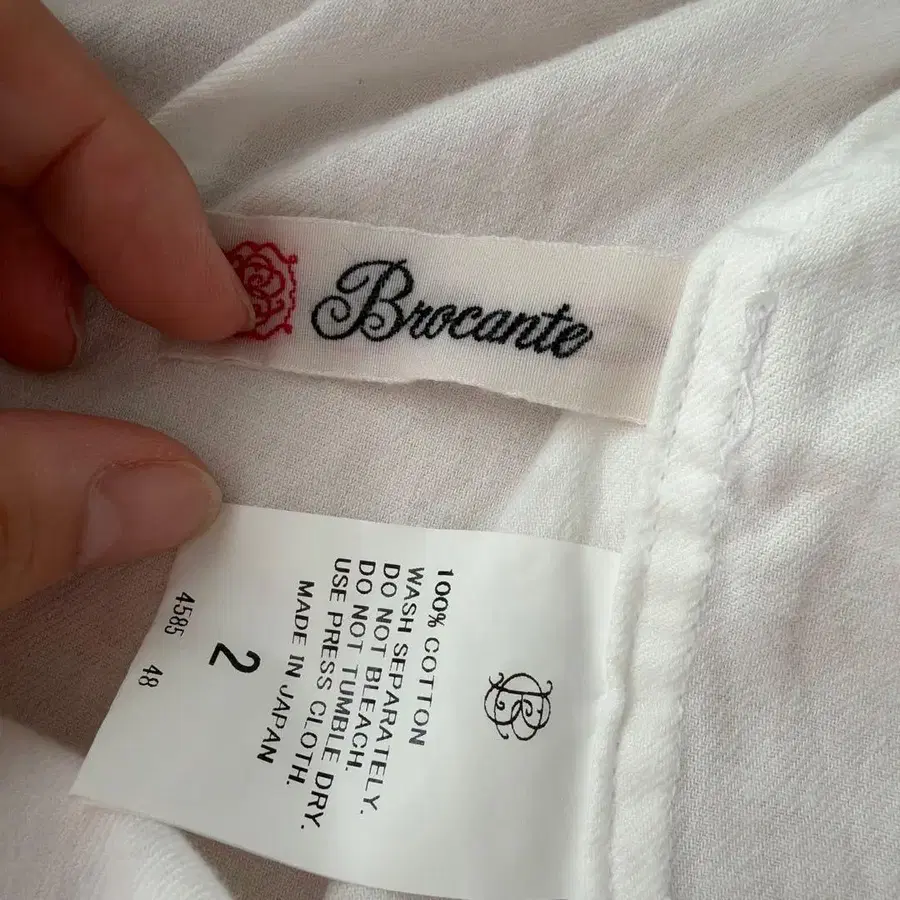 Brocante
100% COTTON
WASH SEPARATELY.
DO NOT BLEACH.
DO NOT TUMBLE DRY.
USE PRESS CLOTH.
MADE IN JAPAN
2
4585 48